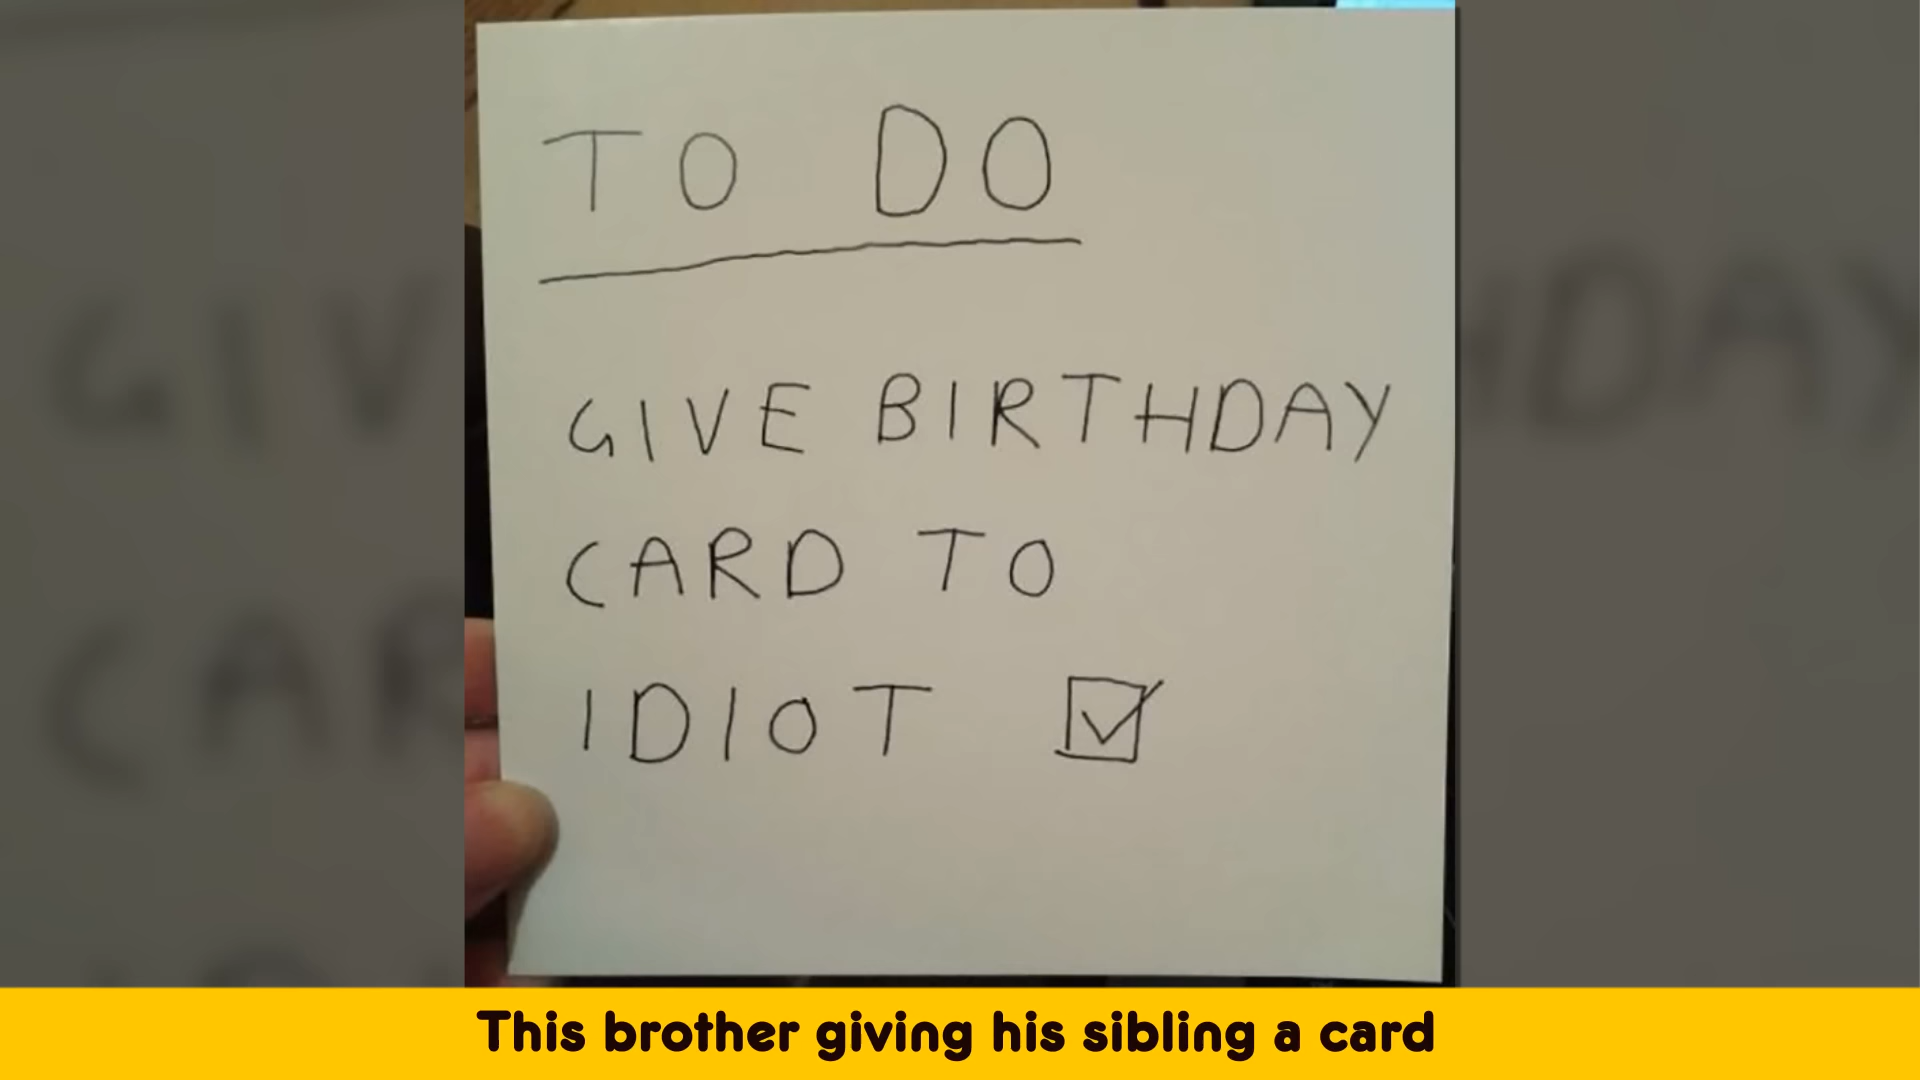 TO DO
GIVE BIRTHDAY
CARD TO
IDIOT ☑
This brother giving his sibling a card